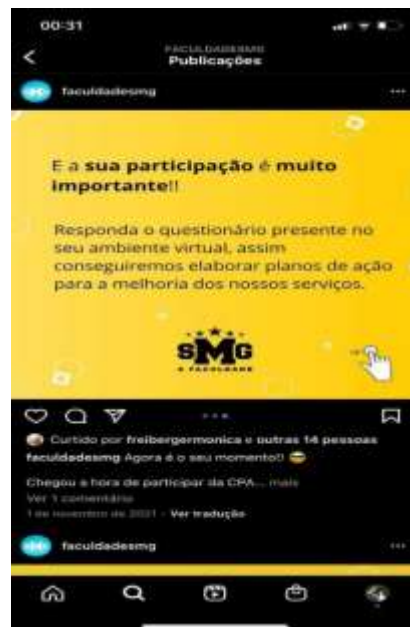 00:31
FACULDADESMG
Publicações
faculdadesmg
E a sua participação é muito
importante!!
Responda o questionário presente no
seu ambiente virtual, assim
conseguiremos elaborar planos de ação
para a melhoria dos nossos serviços.
SMG
A FACULDADE
Curtido por freibergermonica e outras 14 pessoas
faculdadesmg Agora é o seu momento!!
Chegou a hora de participar da CPA... mais
Ver 1 comentário
1 de novembro de 2021 · Ver tradução
faculdadesmg